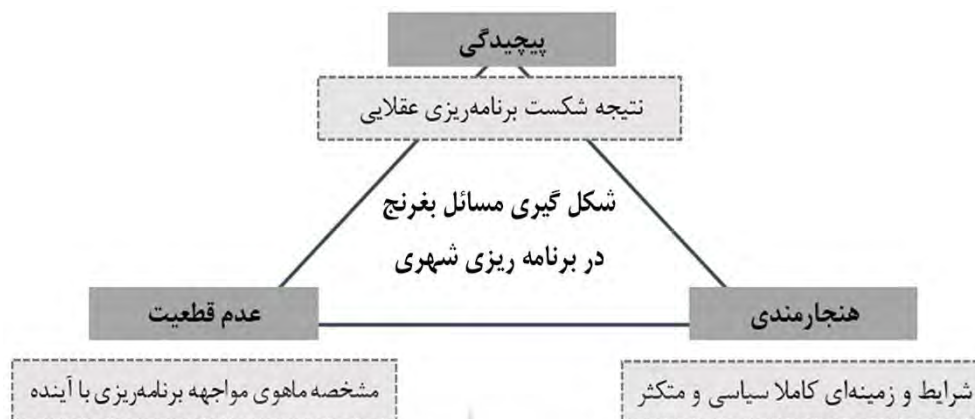 پیچیدگی
نتیجه شکست برنامه‌ریزی عقلایی
شکل گیری مسائل بغرنج
در برنامه ریزی شهری
هنجارمندی
عدم قطعیت
شرایط و زمینه‌ای کاملا سیاسی و متکثر
مشخصه ماهوی مواجهه برنامه‌ریزی با آینده